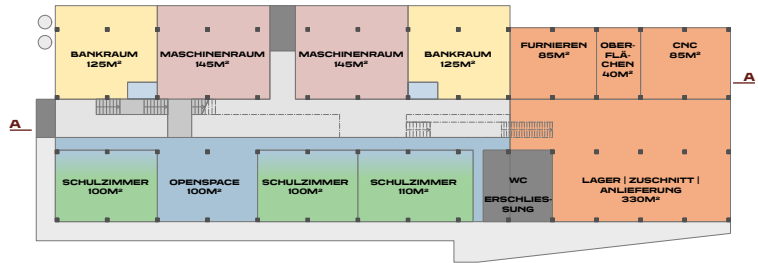 BANKRAUM
125M²
MASCHINENRAUM
145M²
MASCHINENRAUM
145M²
BANKRAUM
125M²
FURNIEREN
85M²
OBER-
FLÄ-
CHEN
40M²
CNC
85M²
A
A
SCHULZIMMER
100M²
OPENSPACE
100M²
SCHULZIMMER
100M²
SCHULZIMMER
110M²
WC
ERSCHLIES-
SUNG
LAGER | ZUSCHNITT |
ANLIEFERUNG
330M²